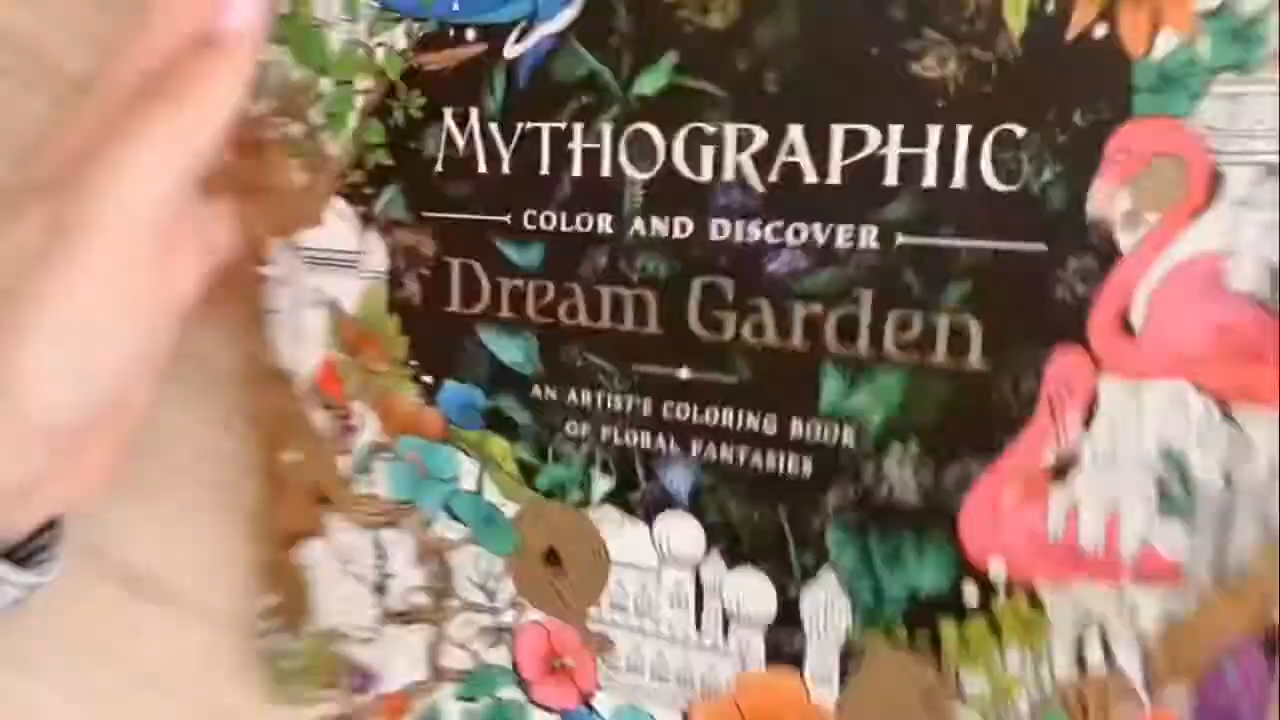 MYTHOGRAPHIC
COLOR AND DISCOVER
Dream Garden
AN ARTIST'S COLORING BOOK
OF FLORAL FANTASIES